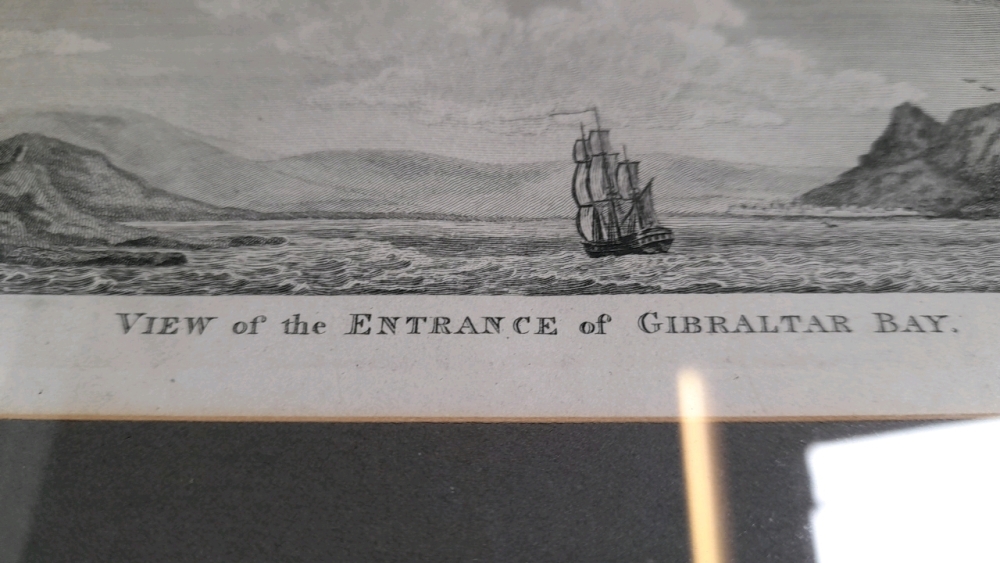 VIEW of the ENTRANCE of GIBRALTAR BAY.